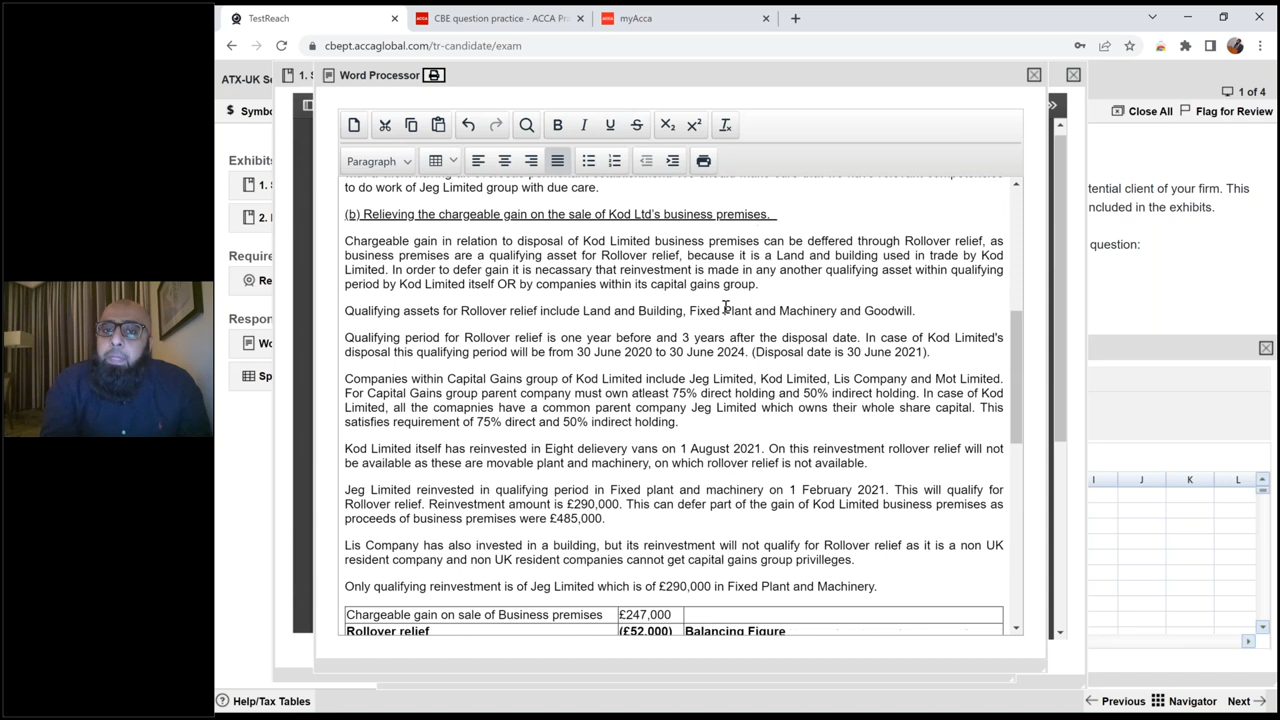 TestReach
CBE question practice - ACCA Pr
myAcca
cbept.accaglobal.com/tr-candidate/exam
ATX-UK Se
1. S
Word Processor
1 of 4
$ Symbo
Close All
Flag for Review
Paragraph
Exhibits
1. S
2.
Require
Re
Respon
Wo
Sp
to do work of Jeg Limited group with due care.
(b) Relieving the chargeable gain on the sale of Kod Ltd's business premises.
Chargeable gain in relation to disposal of Kod Limited business premises can be deffered through Rollover relief, as
business premises are a qualifying asset for Rollover relief, because it is a Land and building used in trade by Kod
Limited. In order to defer gain it is necassary that reinvestment is made in any another qualifying asset within qualifying
period by Kod Limited itself OR by companies within its capital gains group.
Qualifying assets for Rollover relief include Land and Building, Fixed Plant and Machinery and Goodwill.
Qualifying period for Rollover relief is one year before and 3 years after the disposal date. In case of Kod Limited's
disposal this qualifying period will be from 30 June 2020 to 30 June 2024. (Disposal date is 30 June 2021).
Companies within Capital Gains group of Kod Limited include Jeg Limited, Kod Limited, Lis Company and Mot Limited.
For Capital Gains group parent company must own atleast 75% direct holding and 50% indirect holding. In case of Kod
Limited, all the comapnies have a common parent company Jeg Limited which owns their whole share capital. This
satisfies requirement of 75% direct and 50% indirect holding.
Kod Limited itself has reinvested in Eight delievery vans on 1 August 2021. On this reinvestment rollover relief will not
be available as these are movable plant and machinery, on which rollover relief is not available.
Jeg Limited reinvested in qualifying period in Fixed plant and machinery on 1 February 2021. This will qualify for
Rollover relief. Reinvestment amount is £290,000. This can defer part of the gain of Kod Limited business premises as
proceeds of business premises were £485,000.
Lis Company has also invested in a building, but its reinvestment will not qualify for Rollover relief as it is a non UK
resident company and non UK resident companies cannot get capital gains group privilleges.
Only qualifying reinvestment is of Jeg Limited which is of £290,000 in Fixed Plant and Machinery.
Chargeable gain on sale of Business premises £247,000
Rollover relief (£52,000) Balancing Figure
tential client of your firm. This
ncluded in the exhibits.
question:
I J K L
Help/Tax Tables
Previous
Navigator
Next